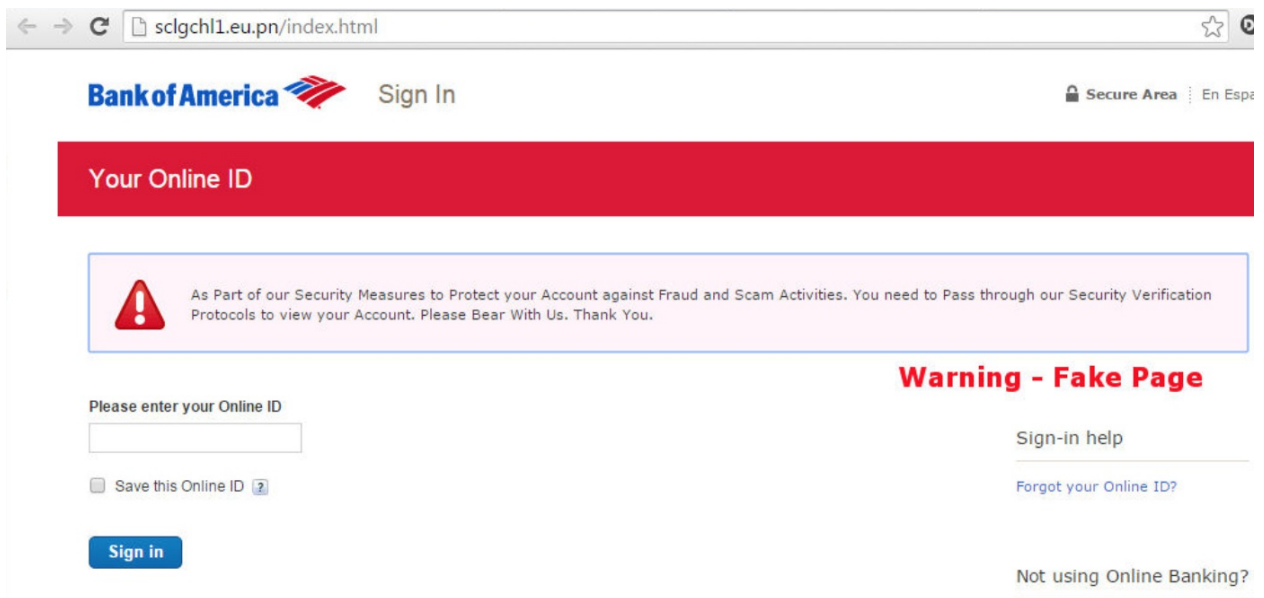 sclgchl1.eu.pn/index.html
Bank of America Sign In
Secure Area En Espa
Your Online ID
As Part of our Security Measures to Protect your Account against Fraud and Scam Activities. You need to Pass through our Security Verification
Protocols to view your Account. Please Bear With Us. Thank You.
Warning - Fake Page
Please enter your Online ID
Save this Online ID ?
Sign in
Sign-in help
Forgot your Online ID?
Not using Online Banking?